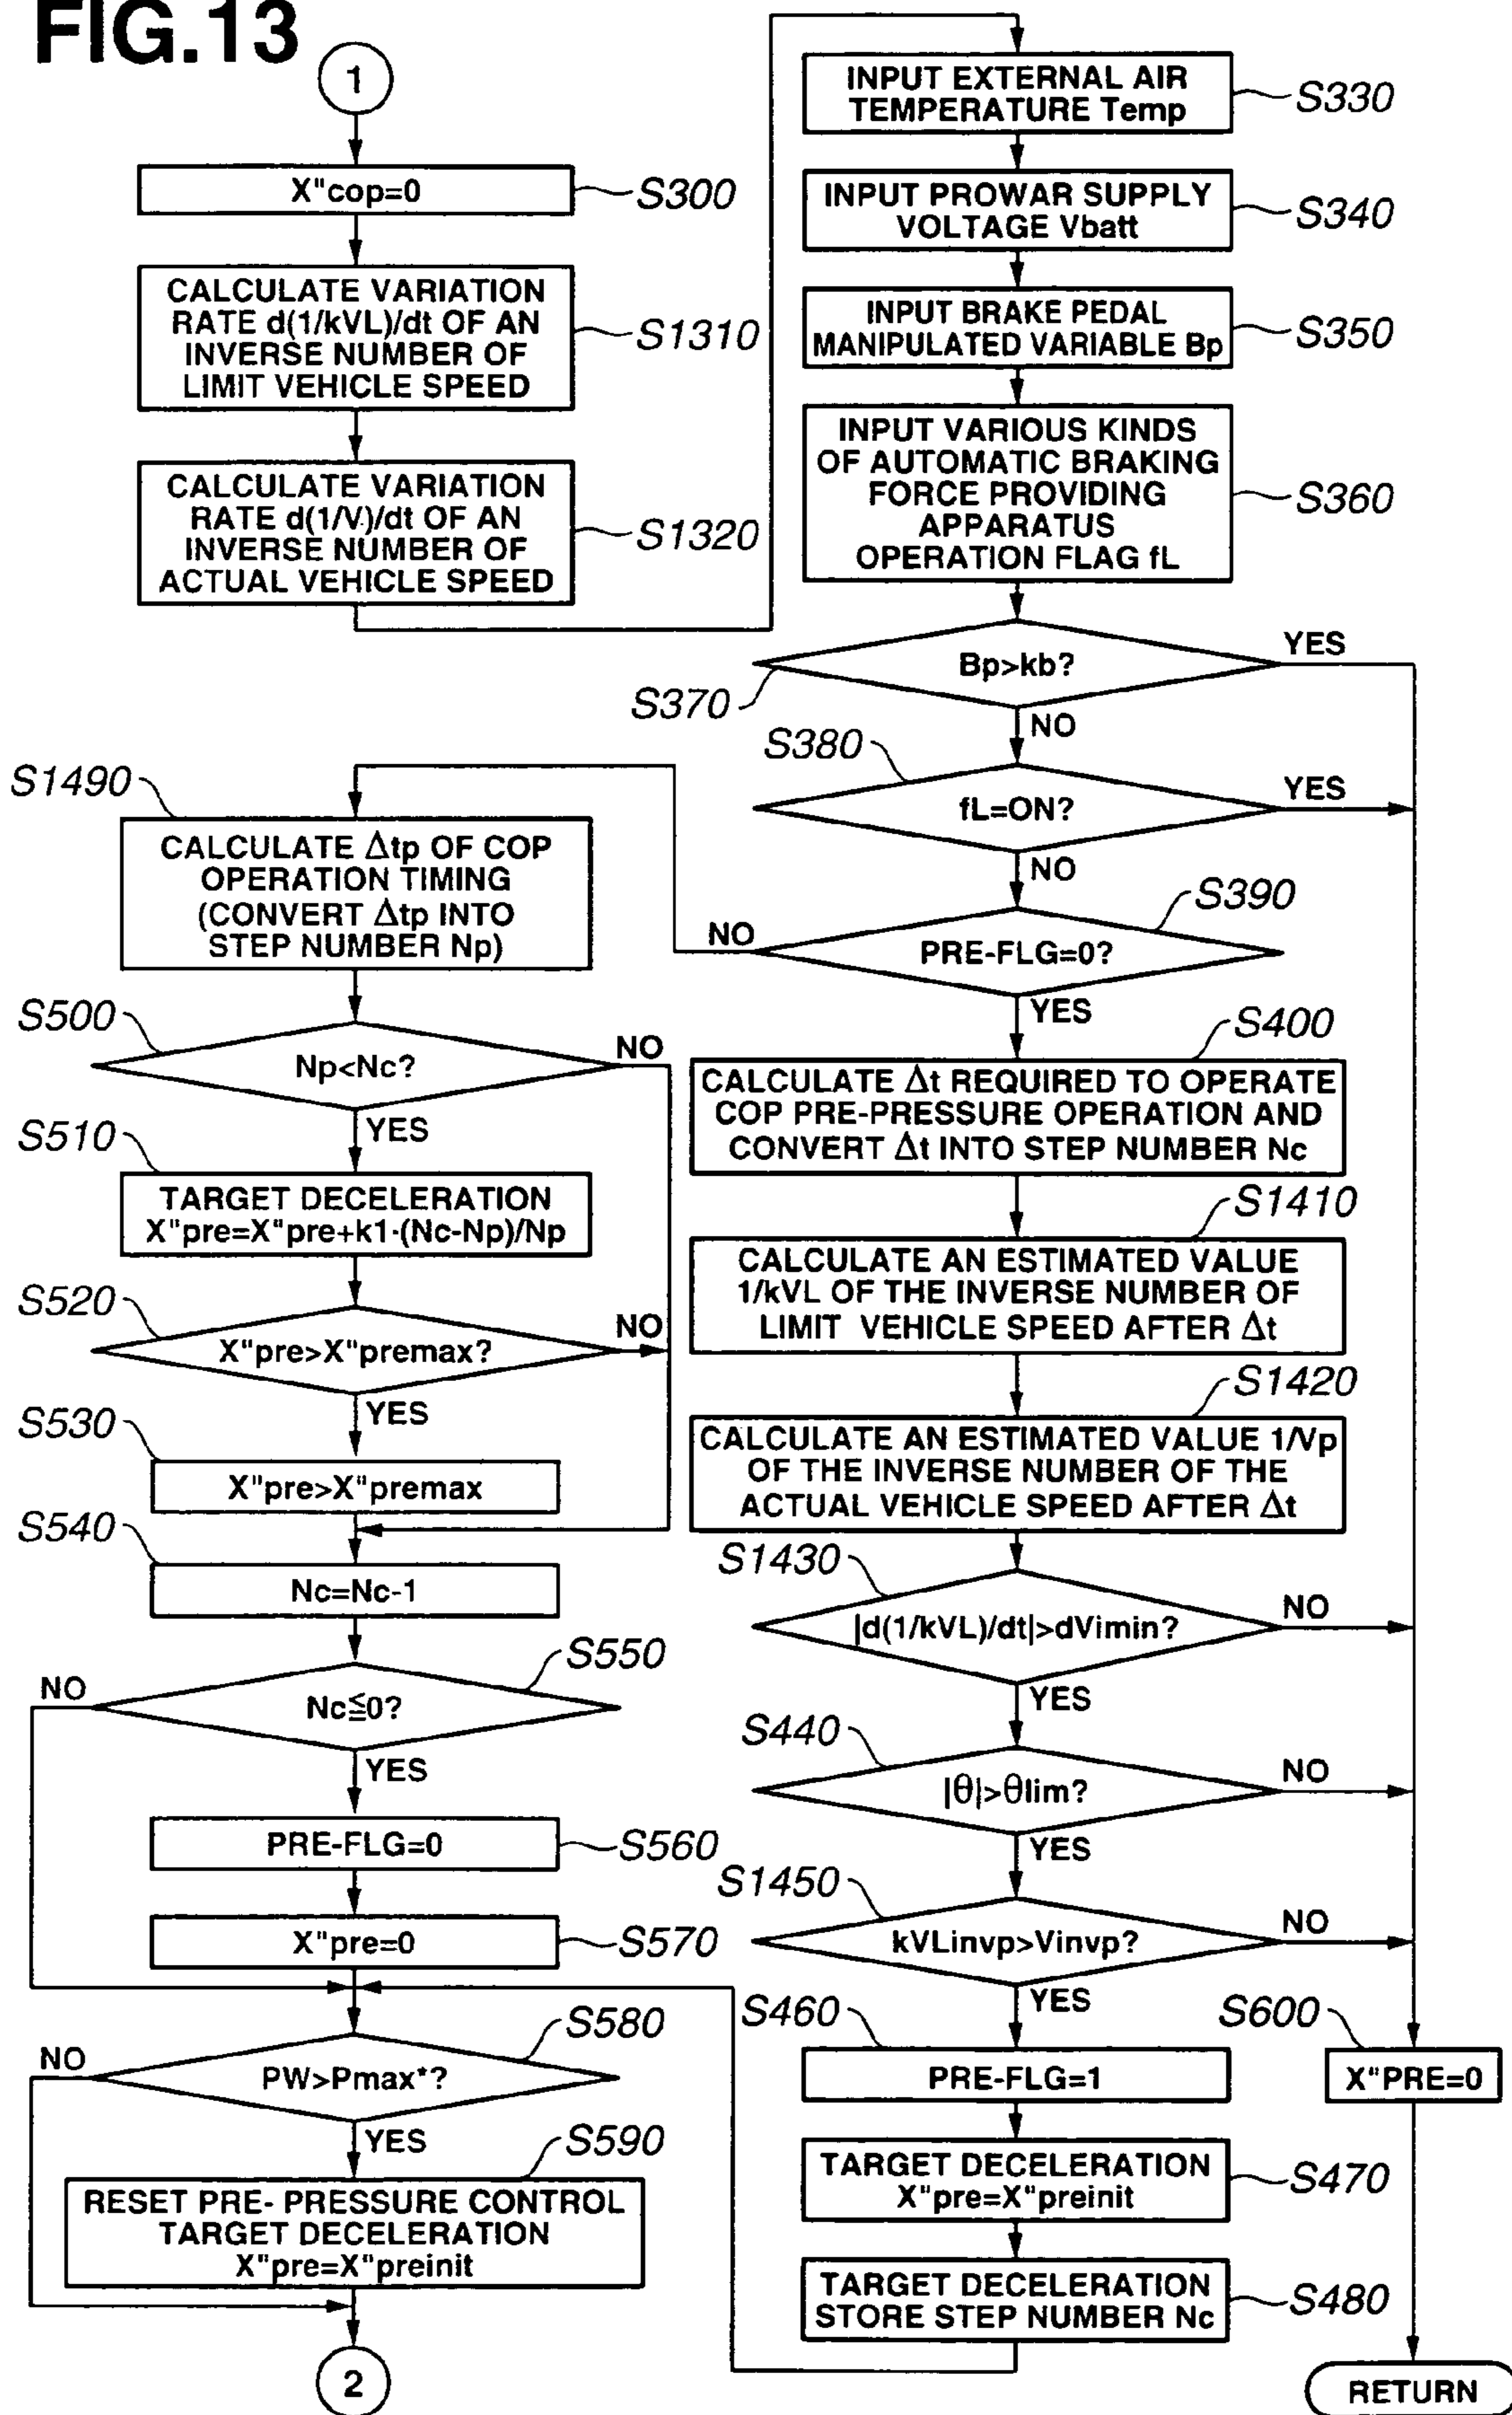 FIG.13
1
X"cop=0
S300
CALCULATE VARIATION
RATE d(1/kVL)/dt OF AN
INVERSE NUMBER OF
LIMIT VEHICLE SPEED
S1310
CALCULATE VARIATION
RATE d(1/V)/dt OF AN
INVERSE NUMBER OF
ACTUAL VEHICLE SPEED
S1320
INPUT EXTERNAL AIR
TEMPERATURE Temp
S330
INPUT PROWAR SUPPLY
VOLTAGE Vbatt
S340
INPUT BRAKE PEDAL
MANIPULATED VARIABLE Bp
S350
INPUT VARIOUS KINDS
OF AUTOMATIC BRAKING
FORCE PROVIDING
APPARATUS
OPERATION FLAG fL
S360
Bp>kb?
YES
S370
NO
S380
fL=ON?
YES
NO
S390
PRE-FLG=0?
NO
YES
S400
CALCULATE Δt REQUIRED TO OPERATE
COP PRE-PRESSURE OPERATION AND
CONVERT Δt INTO STEP NUMBER Nc
S1410
CALCULATE AN ESTIMATED VALUE
1/kVL OF THE INVERSE NUMBER OF
LIMIT VEHICLE SPEED AFTER Δt
S1420
CALCULATE AN ESTIMATED VALUE 1/Vp
OF THE INVERSE NUMBER OF THE
ACTUAL VEHICLE SPEED AFTER Δt
S1430
|d(1/kVL)/dt|>dVimin?
NO
YES
S440
|θ|>θlim?
NO
YES
S1450
kVLinvp>Vinvp?
NO
YES
S460
PRE-FLG=1
TARGET DECELERATION
X"pre=X"preinit
S470
TARGET DECELERATION
STORE STEP NUMBER Nc
S480
S600
X"PRE=0
RETURN
S1490
CALCULATE Δtp OF COP
OPERATION TIMING
(CONVERT Δtp INTO
STEP NUMBER Np)
S500
Np<Nc?
NO
YES
S510
TARGET DECELERATION
X"pre=X"pre+k1·(Nc-Np)/Np
S520
X"pre>X"premax?
NO
YES
S530
X"pre>X"premax
S540
Nc=Nc-1
S550
Nc≦0?
NO
YES
PRE-FLG=0
S560
X"pre=0
S570
S580
PW>Pmax*?
NO
YES
S590
RESET PRE- PRESSURE CONTROL
TARGET DECELERATION
X"pre=X"preinit
2